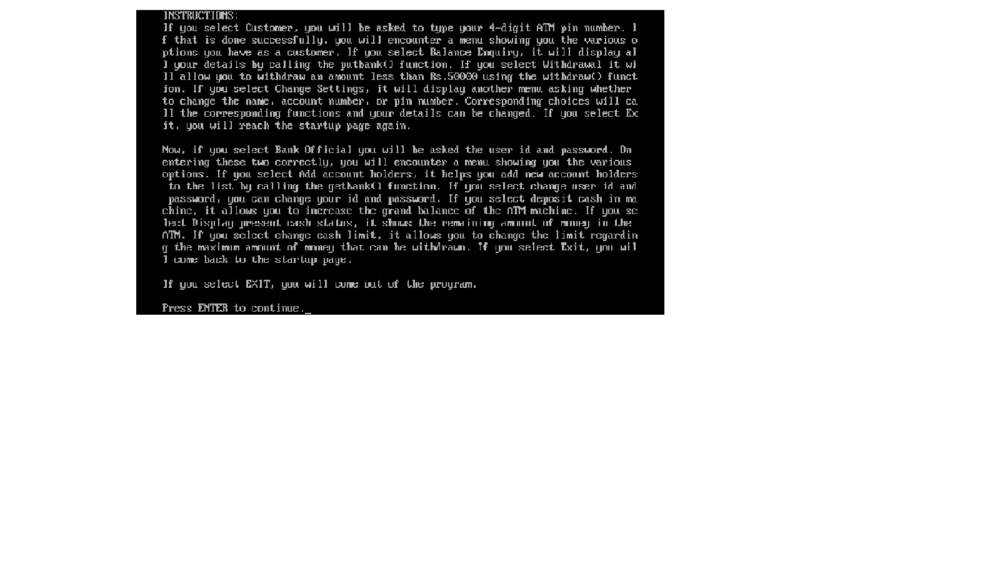 INSTRUCTIONS:
If you select Customer, you will be asked to type your 4-digit ATM pin number. I
f that is done successfully, you will encounter a menu showing you the various o
ptions you have as a customer. If you select Balance Enquiry, it will display al
l your details by calling the putbank() function. If you select Withdrawal it wi
ll allow you to withdraw an amount less than Rs.50000 using the withdraw() funct
ion. If you select Change Settings, it will display another menu asking whether
to change the name, account number, or pin number. Corresponding choices will ca
ll the corresponding functions and your details can be changed. If you select Ex
it, you will reach the startup page again.
Now, if you select Bank Official you will be asked the user id and password. On
entering these two correctly, you will encounter a menu showing you the various
options. If you select Add account holders, it helps you add new account holders
to the list by calling the getbank() function. If you select change user id and
password, you can change your id and password. If you select deposit cash in ma
chine, it allows you to increase the grand balance of the ATM machine. If you se
lect Display present cash status, it shows the remaining amount of money in the
ATM. If you select change cash limit, it allows you to change the limit regardin
g the maximum amount of money that can be withdrawn. If you select Exit, you wil
l come back to the startup page.
If you select EXIT, you will come out of the program.
Press ENTER to continue._